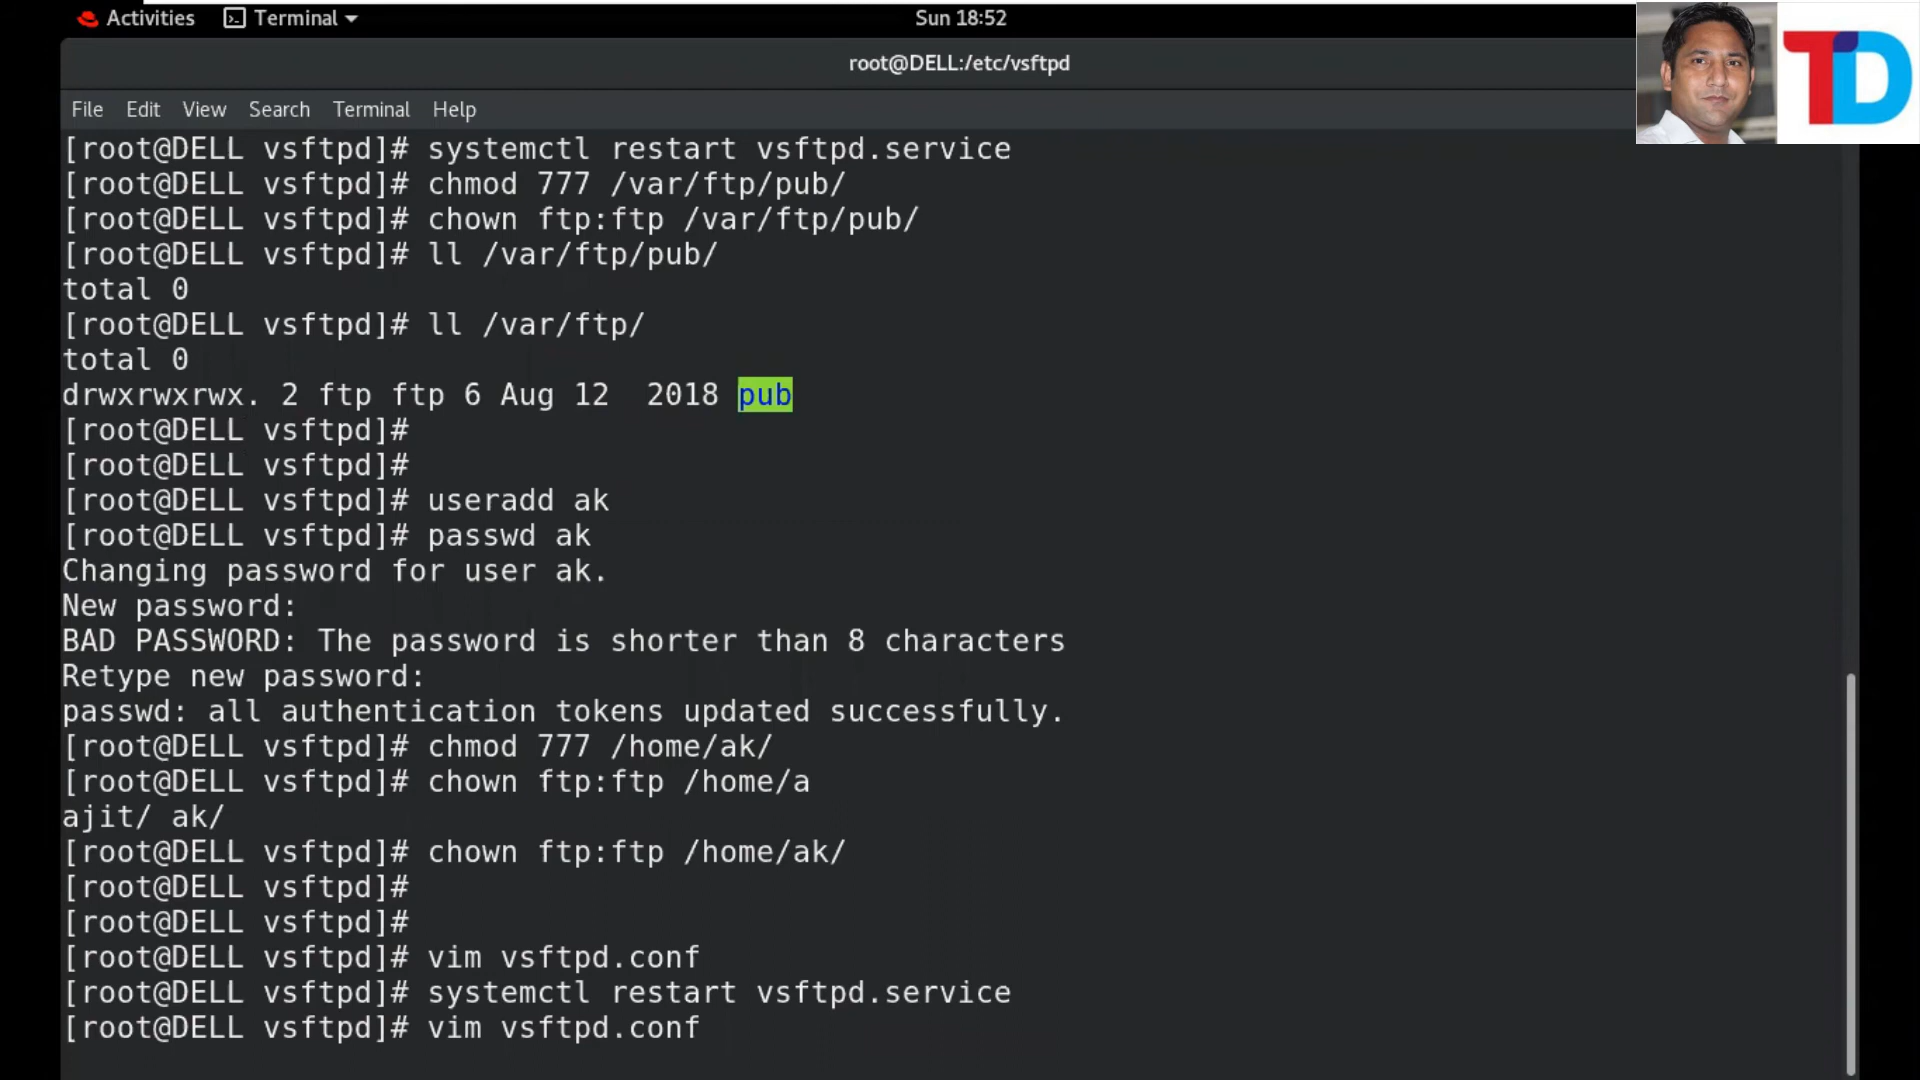 Activities Terminal Sun 18:52
TD
root@DELL:/etc/vsftpd
File Edit View Search Terminal Help
[root@DELL vsftpd]# systemctl restart vsftpd.service
[root@DELL vsftpd]# chmod 777 /var/ftp/pub/
[root@DELL vsftpd]# chown ftp:ftp /var/ftp/pub/
[root@DELL vsftpd]# ll /var/ftp/pub/
total 0
[root@DELL vsftpd]# ll /var/ftp/
total 0
drwxrwxrwx. 2 ftp ftp 6 Aug 12  2018 pub
[root@DELL vsftpd]#
[root@DELL vsftpd]#
[root@DELL vsftpd]# useradd ak
[root@DELL vsftpd]# passwd ak
Changing password for user ak.
New password:
BAD PASSWORD: The password is shorter than 8 characters
Retype new password:
passwd: all authentication tokens updated successfully.
[root@DELL vsftpd]# chmod 777 /home/ak/
[root@DELL vsftpd]# chown ftp:ftp /home/a
ajit/ ak/
[root@DELL vsftpd]# chown ftp:ftp /home/ak/
[root@DELL vsftpd]#
[root@DELL vsftpd]#
[root@DELL vsftpd]# vim vsftpd.conf
[root@DELL vsftpd]# systemctl restart vsftpd.service
[root@DELL vsftpd]# vim vsftpd.conf